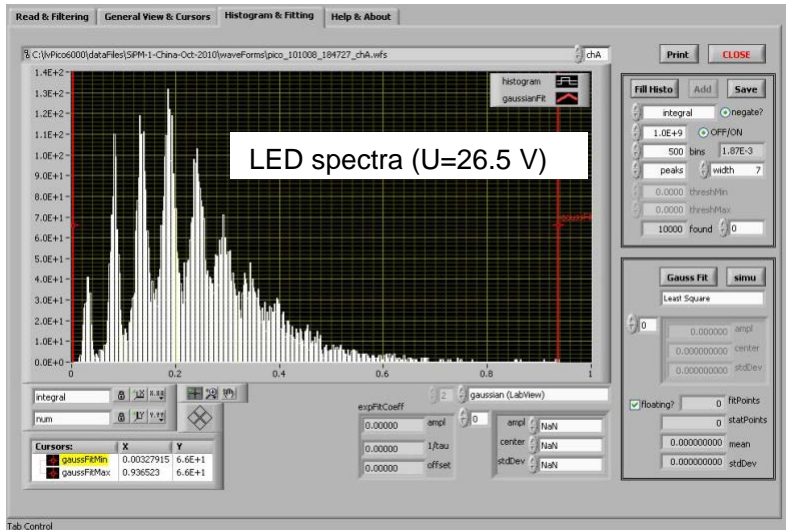 Read & Filtering General View & Cursors Histogram & Fitting Help & About
C:\lvPico6000\dataFiles\SiPM-1-China-Oct-2010\waveForms\pico_101008_184727_chA.wfs
chA
Print CLOSE
1.4E+2
1.3E+2
1.2E+2
1.1E+2
1.0E+2
9.0E+1
8.0E+1
7.0E+1
6.0E+1
5.0E+1
4.0E+1
3.0E+1
2.0E+1
1.0E+1
0.0E+0
0 0.2 0.4 0.6 0.8 1
histogram
gaussianFit
LED spectra (U=26.5 V)
Fill Histo Add Save
integral negate?
1.0E+9 OFF/ON
500 bins 1.87E-3
peaks width 7
0.0000 threshMin
0.0000 threshMax
10000 found 0
Gauss Fit simu
Least Square
0
0.000000 ampl
0.000000 center
0.000000 stdDev
floating? 0 fitPoints
0 statPoints
0.000000000 mean
0.000000000 stdDev
integral
num
Cursors: X Y
gaussFitMin 0.00327915 6.6E+1
gaussFitMax 0.936523 6.6E+1
2 gaussian (LabView)
expFitCoeff
0.00000 ampl
0.00000 1/tau
0.00000 offset
0
ampl NaN
center NaN
stdDev NaN
Tab Control